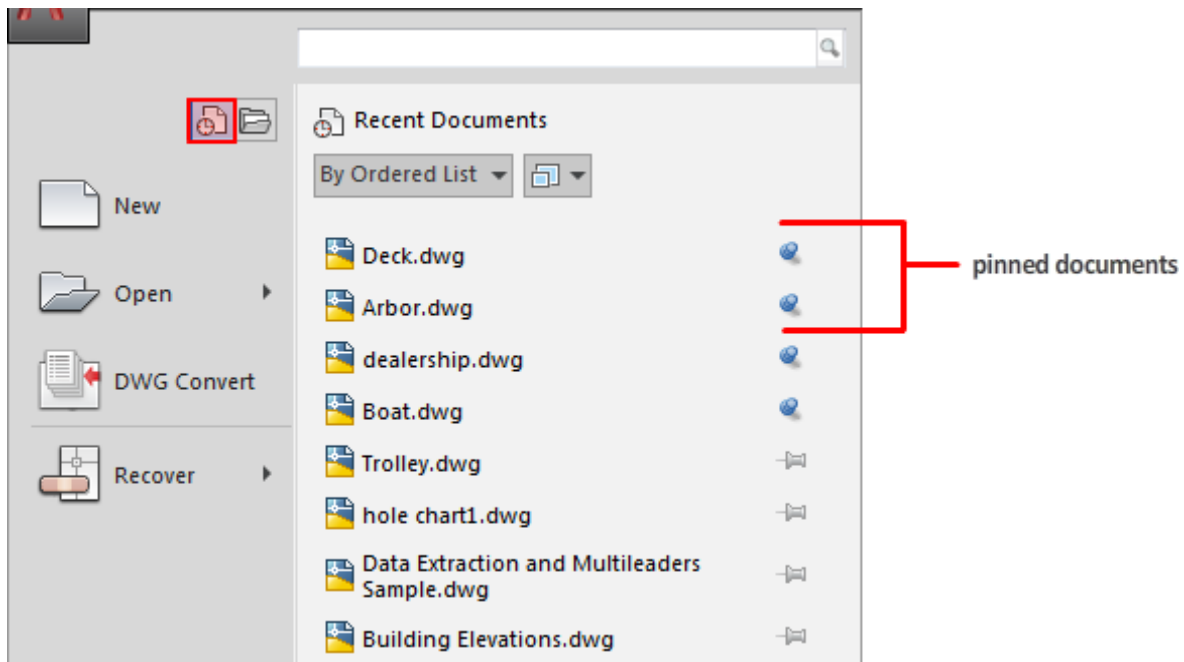 Recent Documents
By Ordered List
New
Open
DWG Convert
Recover
Deck.dwg
Arbor.dwg
dealership.dwg
Boat.dwg
Trolley.dwg
hole chart1.dwg
Data Extraction and Multileaders
Sample.dwg
Building Elevations.dwg
pinned documents